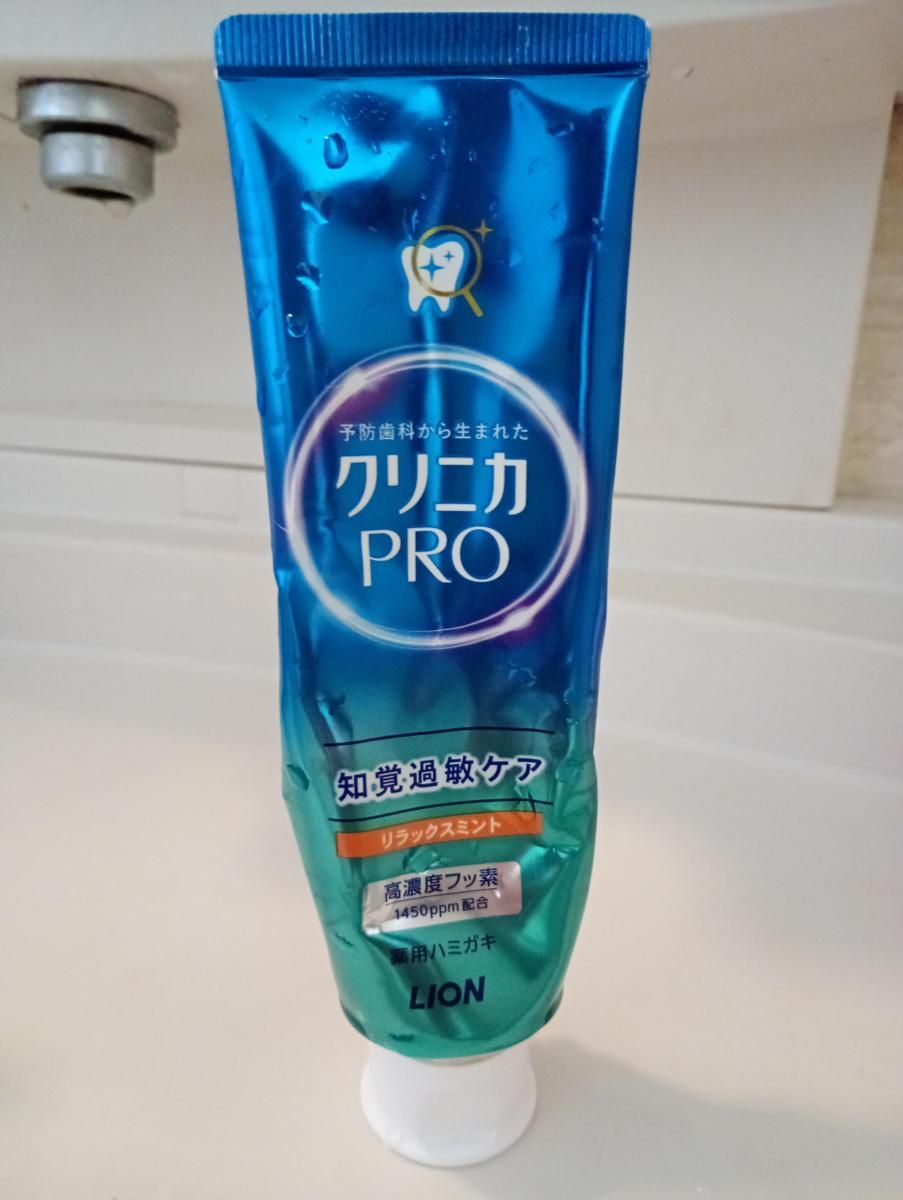 予防歯科から生まれた
クリニカ
PRO
知覚過敏ケア
リラックスミント
高濃度フッ素
1450ppm配合
薬用ハミガキ
LION